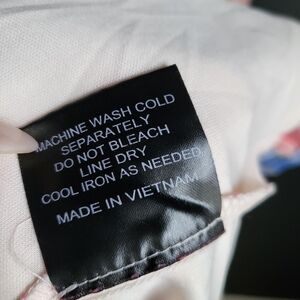 MACHINE WASH COLD
SEPARATELY
DO NOT BLEACH
LINE DRY
COOL IRON AS NEEDED
MADE IN VIETNAM